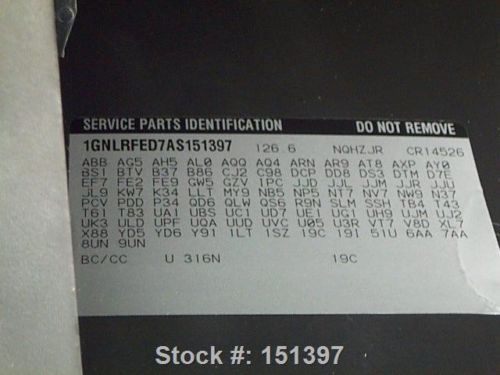 SERVICE PARTS IDENTIFICATION DO NOT REMOVE
1GNLRFED7AS151397 126.6 NQHZJR CR14526
ABB AG5 AH5 AL0 AQQ AQ4 ARN AR9 AT8 AXP AY0
BS1 BTV B37 B86 CJ2 C98 DCP DD8 DS3 DTM D7E
EF7 FE2 FE9 GW5 GZV 1PC JJD JJL JJM JJR JJU
JL9 KW7 K34 LLT MY9 NB5 NP5 NT7 NV7 NW9 N37
PCV PDD P34 QD6 QLW QS6 R9N SLM SSH TB4 T43
T61 T83 UA1 UBS UC1 UD7 UE1 UG1 UH9 UJM UJ2
UK3 ULD UPF UQA UUD UVC U05 U3R VT7 V8D XL7
X88 YD5 YD6 Y91 1LT 1SZ 19C 19I 51U 6AA 7AA
8UN 9UN
BC/CC U 316N 19C
Stock #: 151397